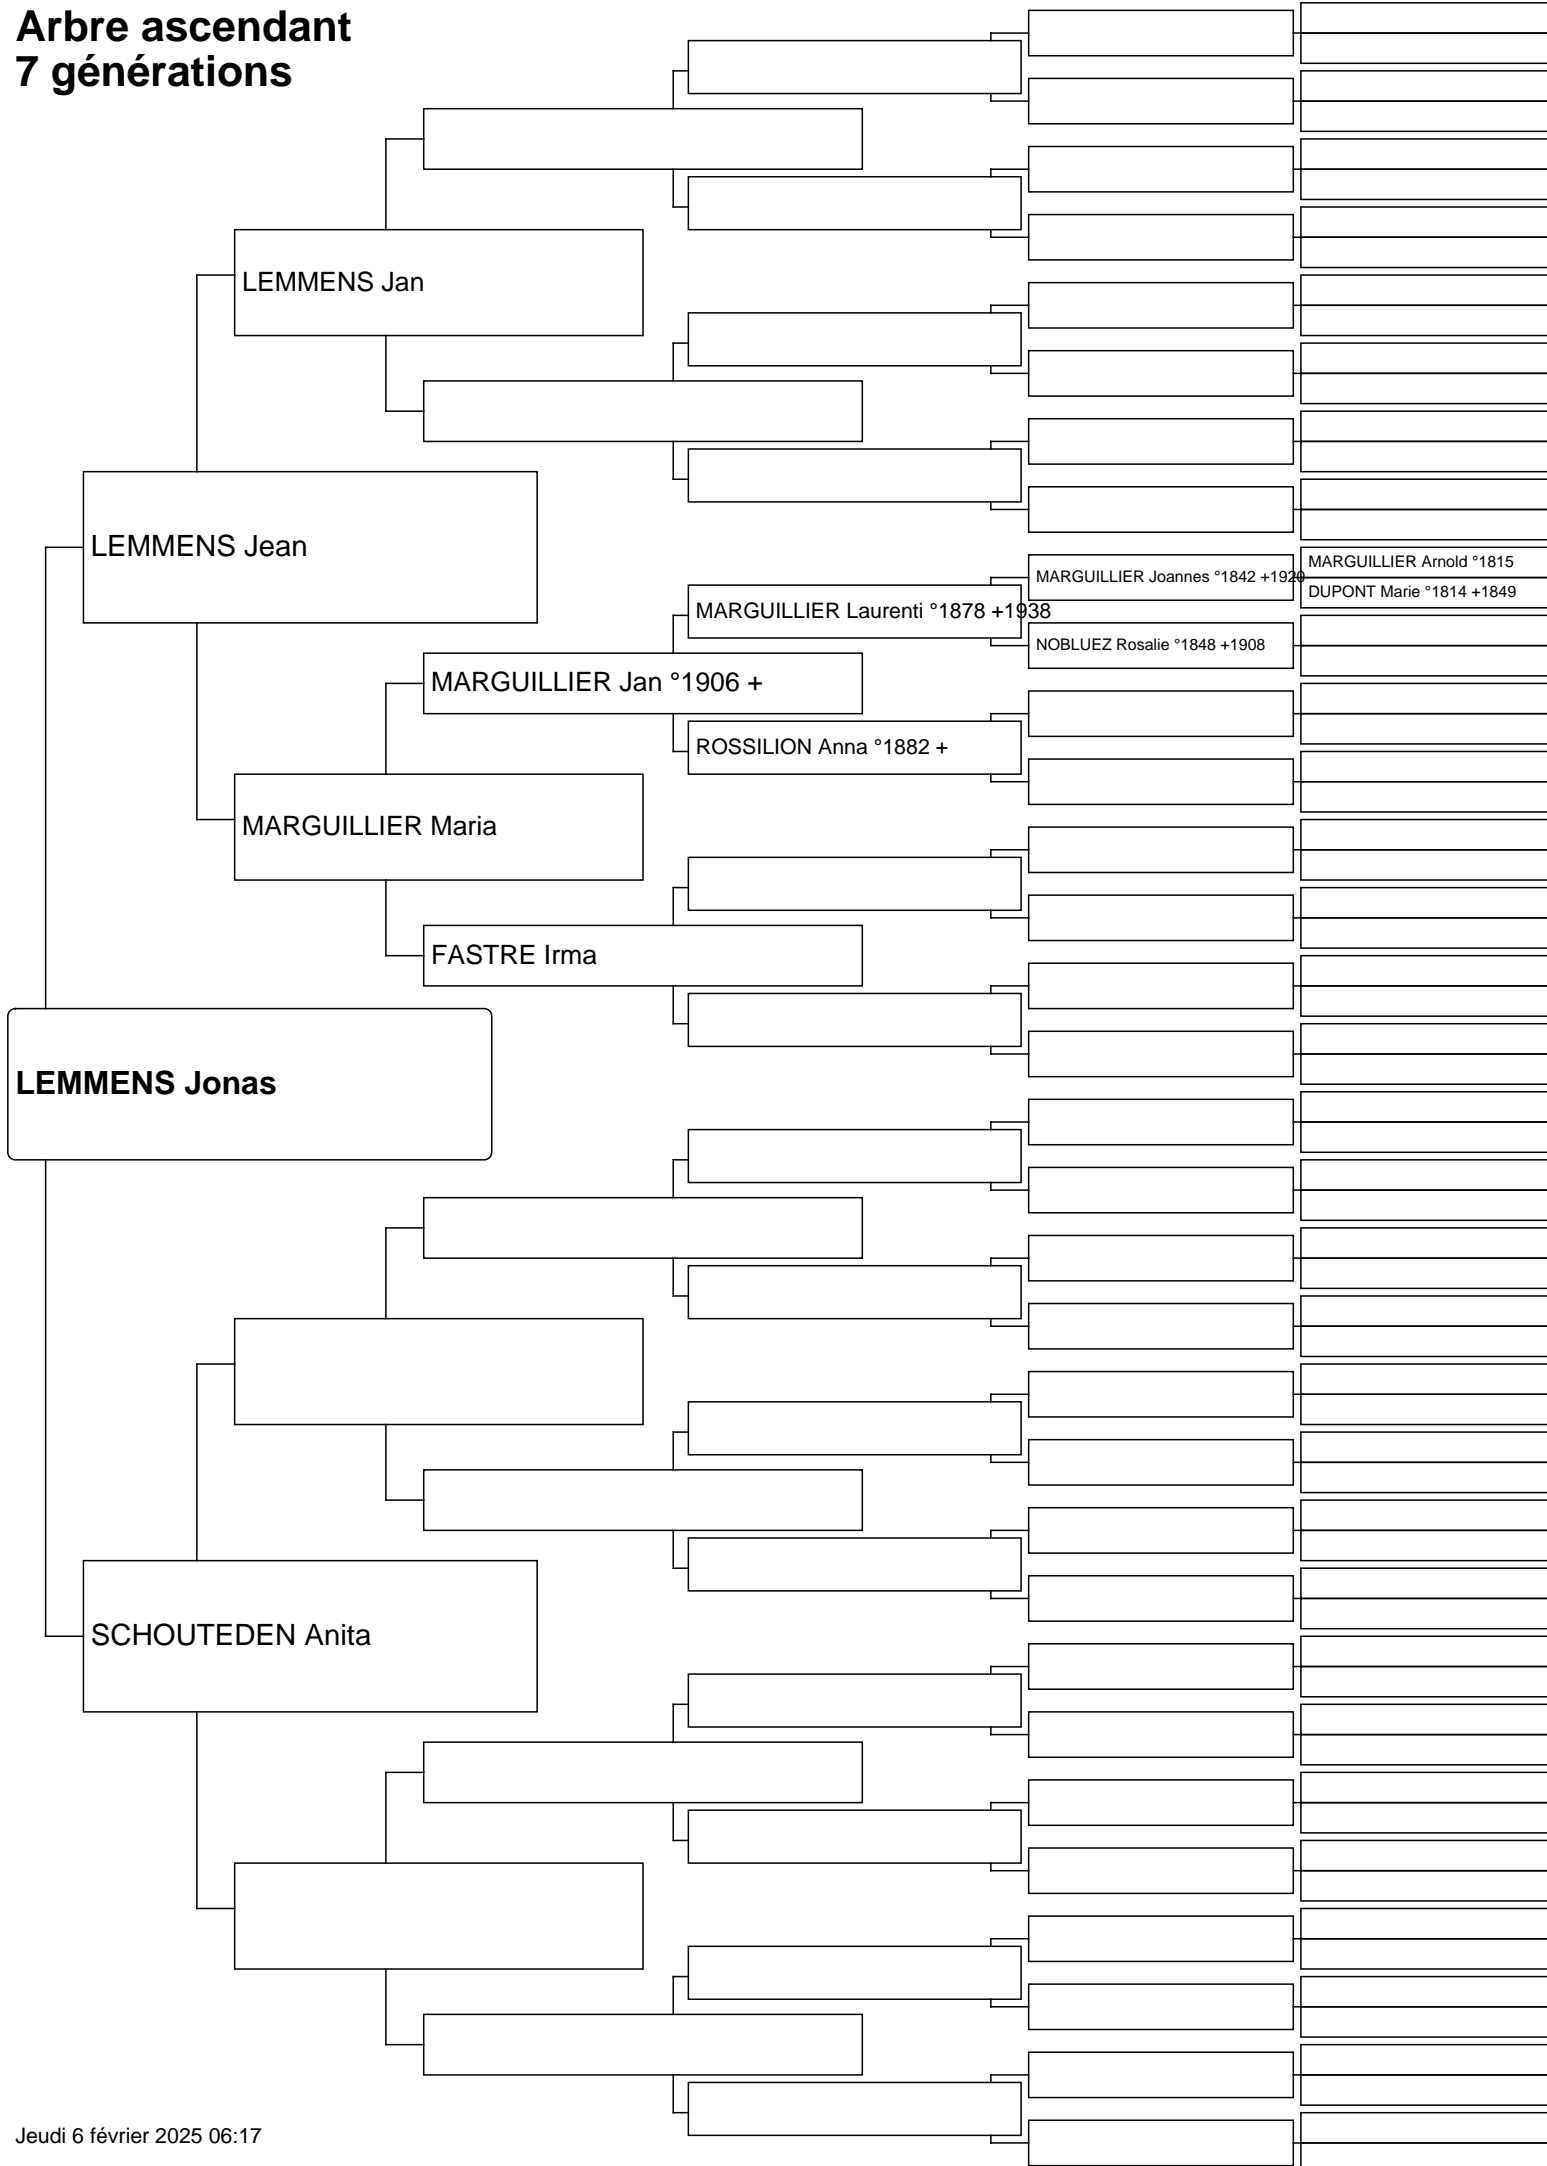 Arbre ascendant
7 générations
LEMMENS Jan
LEMMENS Jean
MARGUILLIER Arnold °1815
MARGUILLIER Joannes °1842 +1920
DUPONT Marie °1814 +1849
MARGUILLIER Laurenti °1878 +1938
NOBLUEZ Rosalie °1848 +1908
MARGUILLIER Jan °1906 +
ROSSILION Anna °1882 +
MARGUILLIER Maria
FASTRE Irma
LEMMENS Jonas
SCHOUTEDEN Anita
Jeudi 6 février 2025 06:17